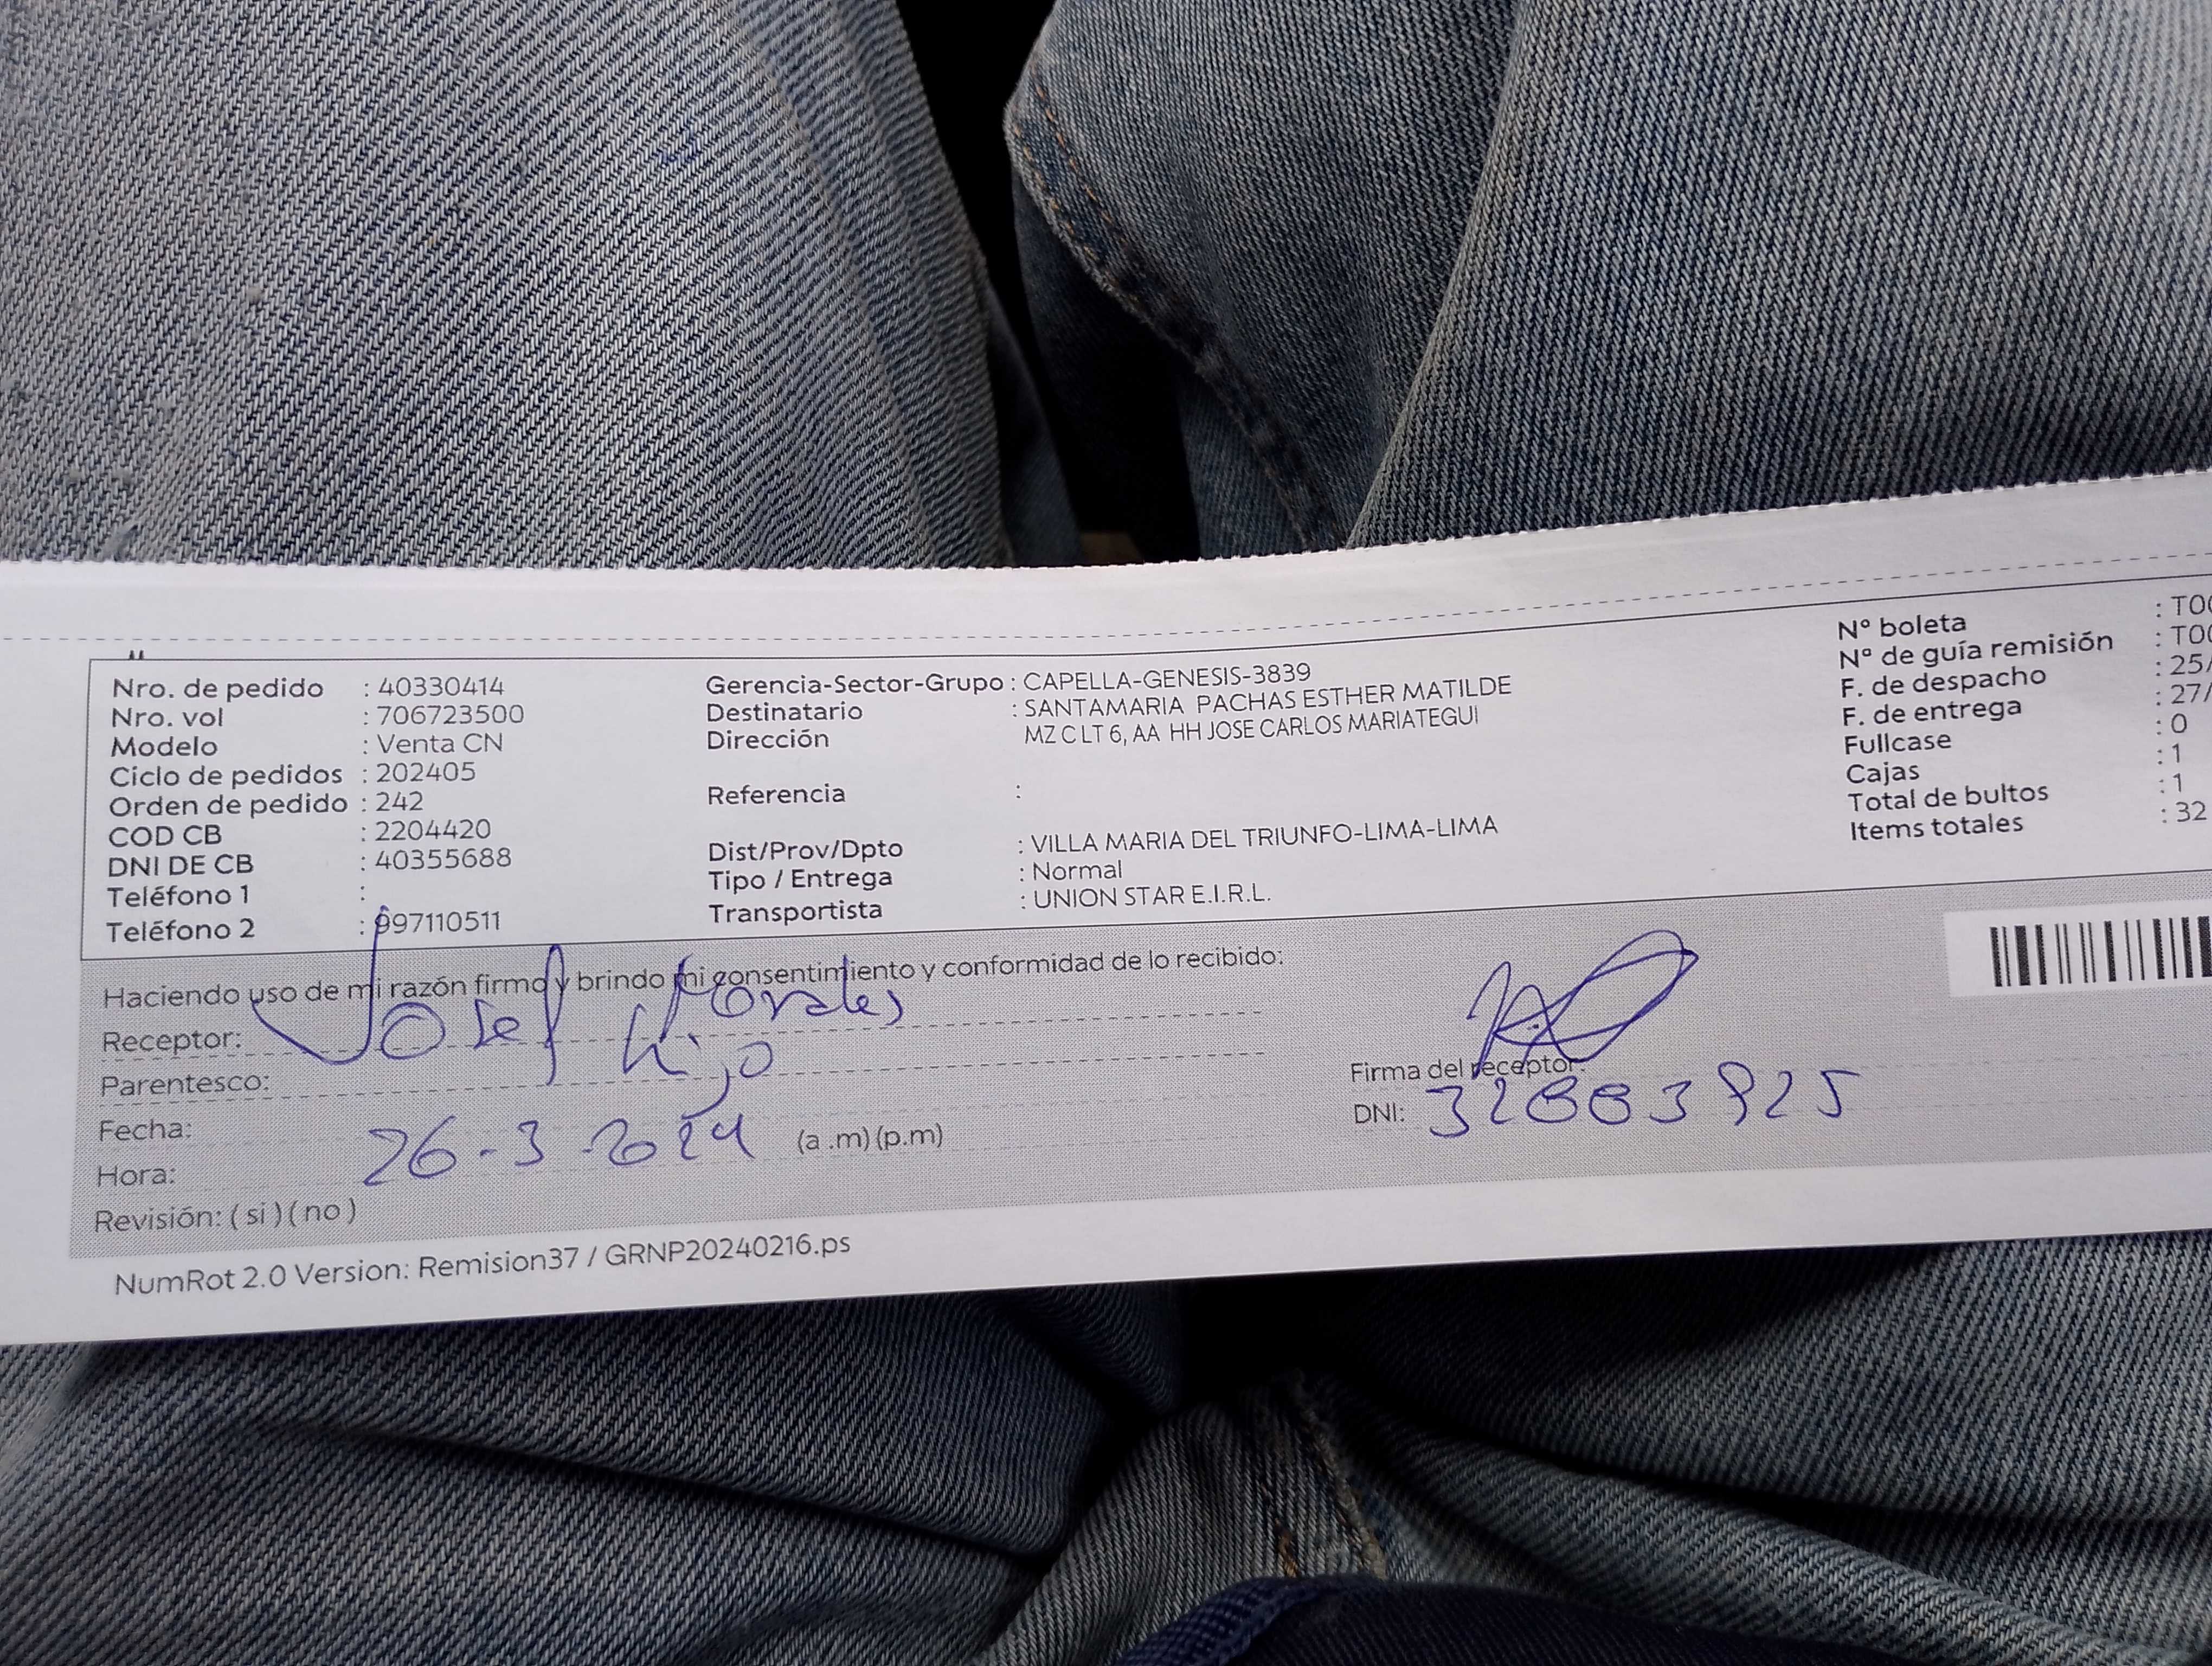 Nro. de pedido : 40330414
Nro. vol : 706723500
Modelo : Venta CN
Ciclo de pedidos : 202405
Orden de pedido : 242
COD CB : 2204420
DNI DE CB : 40355688
Teléfono 1 :
Teléfono 2 : 997110511
Gerencia-Sector-Grupo : CAPELLA-GENESIS-3839
Destinatario : SANTAMARIA PACHAS ESTHER MATILDE
Dirección MZ C LT 6, AA HH JOSE CARLOS MARIATEGUI
Referencia :
Dist/Prov/Dpto : VILLA MARIA DEL TRIUNFO-LIMA-LIMA
Tipo / Entrega : Normal
Transportista : UNION STAR E.I.R.L.
N° boleta : T00
N° de guía remisión : T00
F. de despacho : 25/
F. de entrega : 27/
Fullcase : 0
Cajas : 1
Total de bultos : 1
Items totales : 32
Haciendo uso de mi razón firmo y brindo mi consentimiento y conformidad de lo recibido:
Receptor: Josef Morales
Parentesco: hijo
Fecha: 26-3-2024
Hora: (a .m) (p.m)
Revisión: ( si ) ( no )
Firma del receptor:
DNI:
NumRot 2.0 Version: Remision37 / GRNP20240216.ps